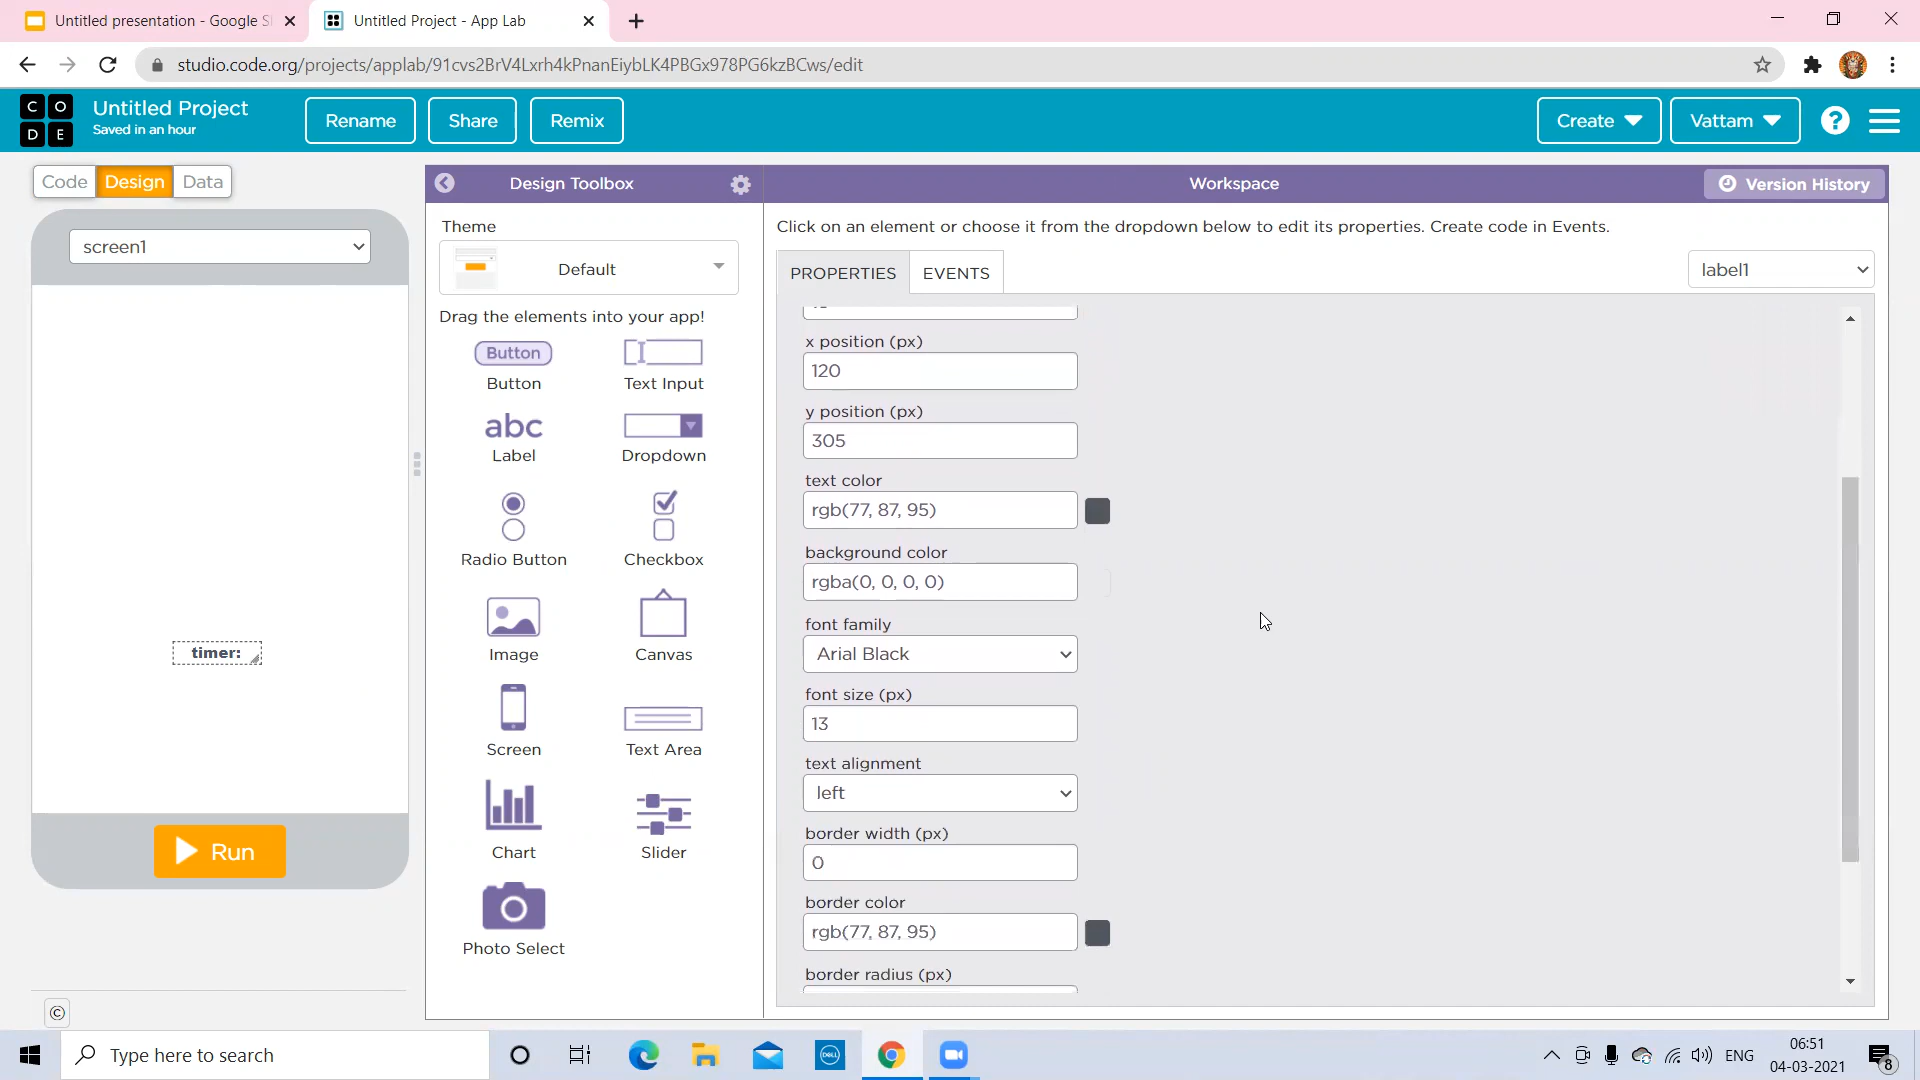 Untitled presentation - Google Sl
Untitled Project - App Lab
studio.code.org/projects/applab/91cvs2BrV4Lxrh4kPnanEiybLK4PBGx978PG6kzBCws/edit
C O
D E
Untitled Project
Saved in an hour
Rename
Share
Remix
Create
Vattam
?
Code
Design
Data
Design Toolbox
Workspace
Version History
screen1
Theme
Default
Click on an element or choose it from the dropdown below to edit its properties. Create code in Events.
PROPERTIES
EVENTS
label1
Drag the elements into your app!
Button
Button
Text Input
abc
Label
Dropdown
Radio Button
Checkbox
Image
Canvas
Screen
Text Area
Chart
Slider
Photo Select
timer:
Run
x position (px)
120
y position (px)
305
text color
rgb(77, 87, 95)
background color
rgba(0, 0, 0, 0)
font family
Arial Black
font size (px)
13
text alignment
left
border width (px)
0
border color
rgb(77, 87, 95)
border radius (px)
©
Type here to search
DELL
ENG
06:51
04-03-2021
8